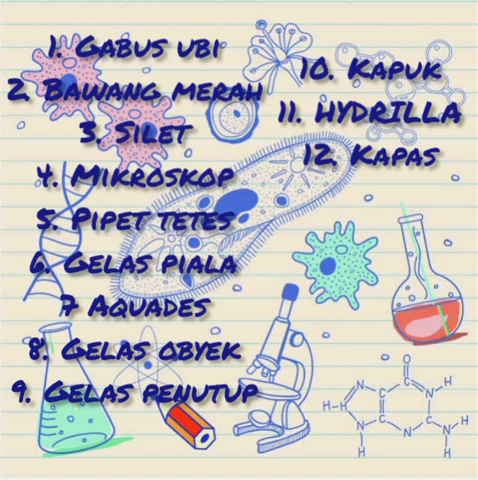 1. Gabus ubi
2. Bawang merah
3. Silet
4. Mikroskop
5. Pipet tetes
6. Gelas piala
7 Aquades
8. Gelas obyek
9. Gelas penutup
10. Kapuk
11. HYDRILLA
12. Kapas
O
N
N
H
H-H
N
N
N
H
H
H